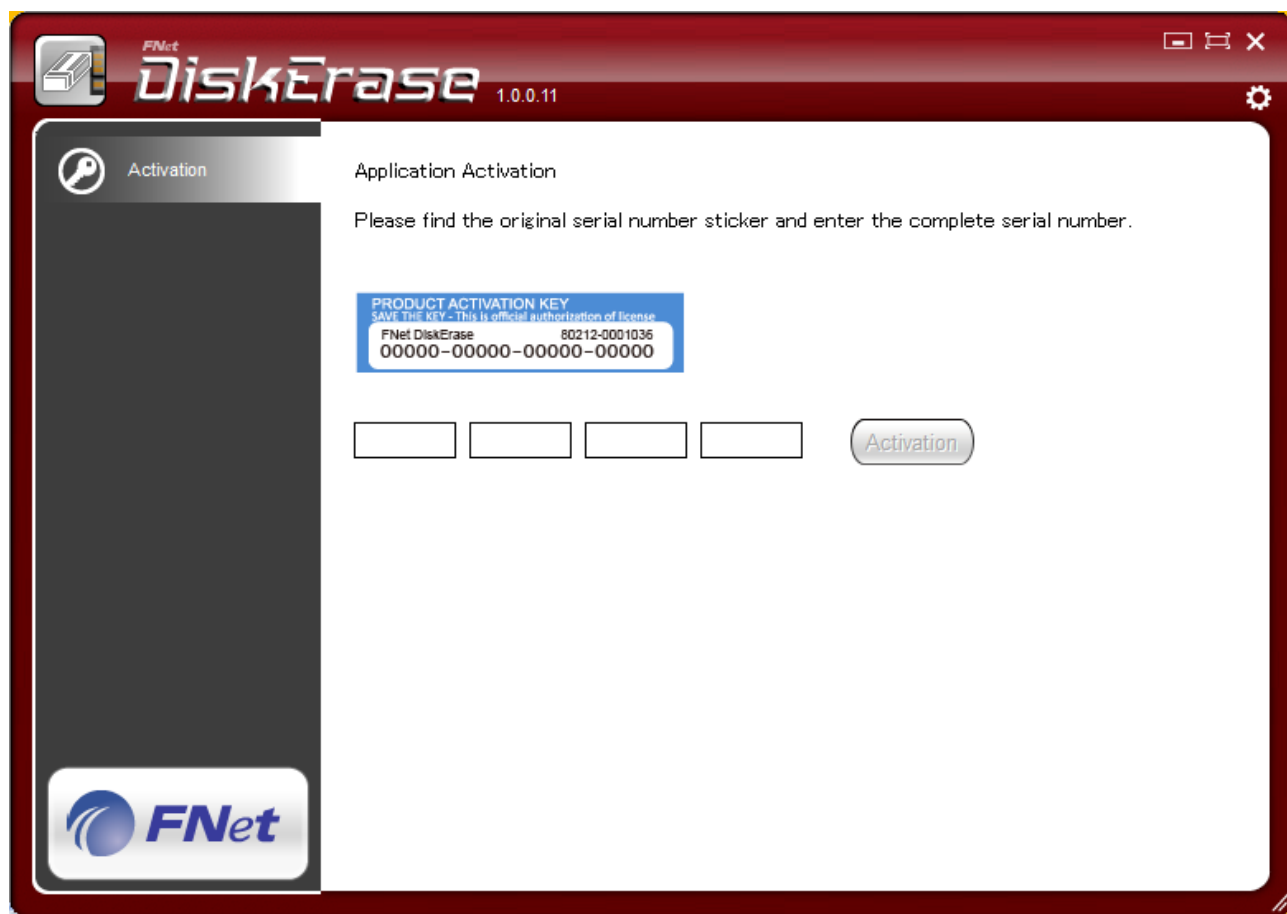 FNet
DiskErase 1.0.0.11
Activation
Application Activation
Please find the original serial number sticker and enter the complete serial number.
PRODUCT ACTIVATION KEY
SAVE THE KEY - This is official authorization of license
FNet DiskErase 80212-0001036
00000-00000-00000-00000
Activation
FNet